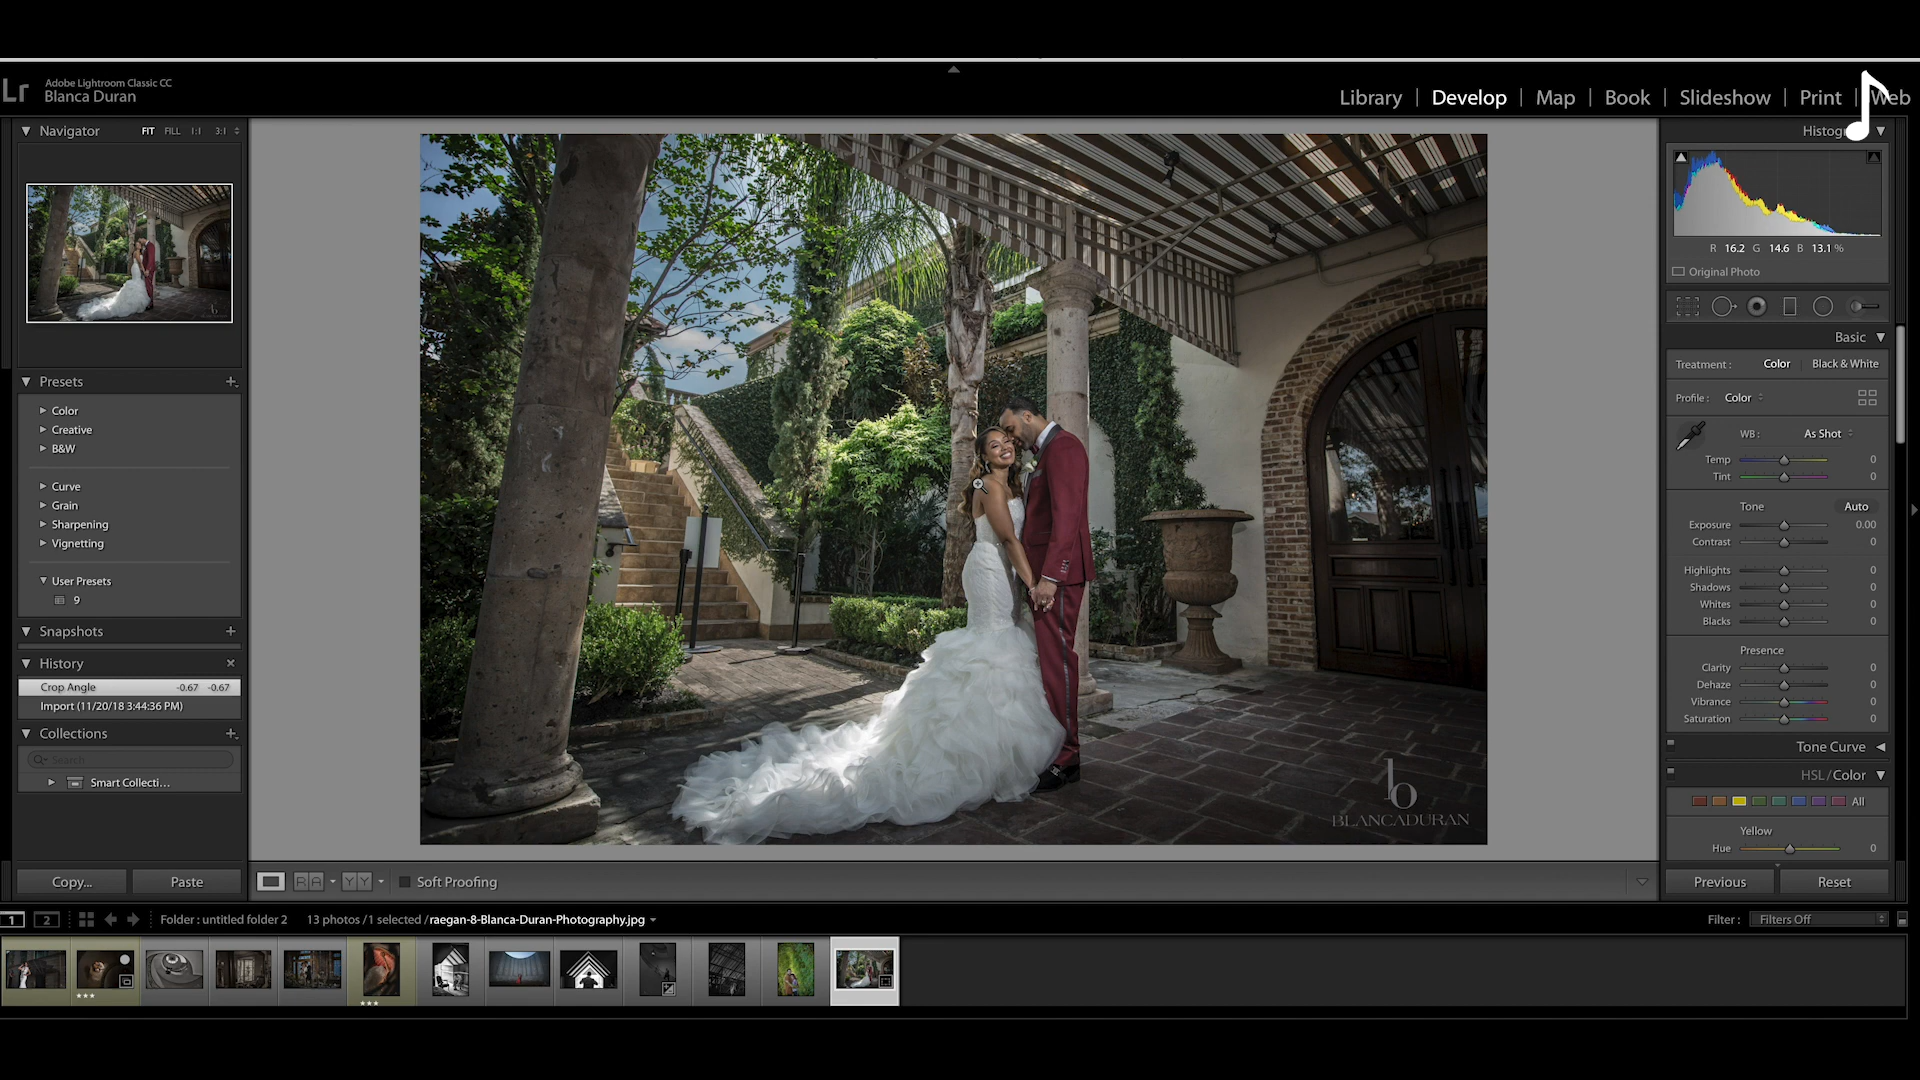 Lr
Adobe Lightroom Classic CC
Blanca Duran
Library | Develop | Map | Book | Slideshow | Print | Web
Navigator FIT FILL 1:1 3:1
Presets
Color
Creative
B&W
Curve
Grain
Sharpening
Vignetting
User Presets
9
Snapshots
History
Crop Angle -0.67 -0.67
Import (11/20/18 3:44:36 PM)
Collections
Search
Smart Collecti...
Copy... Paste
b
BLANCADURAN
RA YY Soft Proofing
R 16.2 G 14.6 B 13.1 %
Original Photo
Basic
Treatment : Color Black & White
Profile : Color
WB : As Shot
Temp 0
Tint 0
Tone Auto
Exposure 0.00
Contrast 0
Highlights 0
Shadows 0
Whites 0
Blacks 0
Presence
Clarity 0
Dehaze 0
Vibrance 0
Saturation 0
Tone Curve
HSL / Color
All
Yellow
Hue 0
Previous Reset
1 2 Folder : untitled folder 2 13 photos / 1 selected / raegan-8-Blanca-Duran-Photography.jpg
Filter : Filters Off